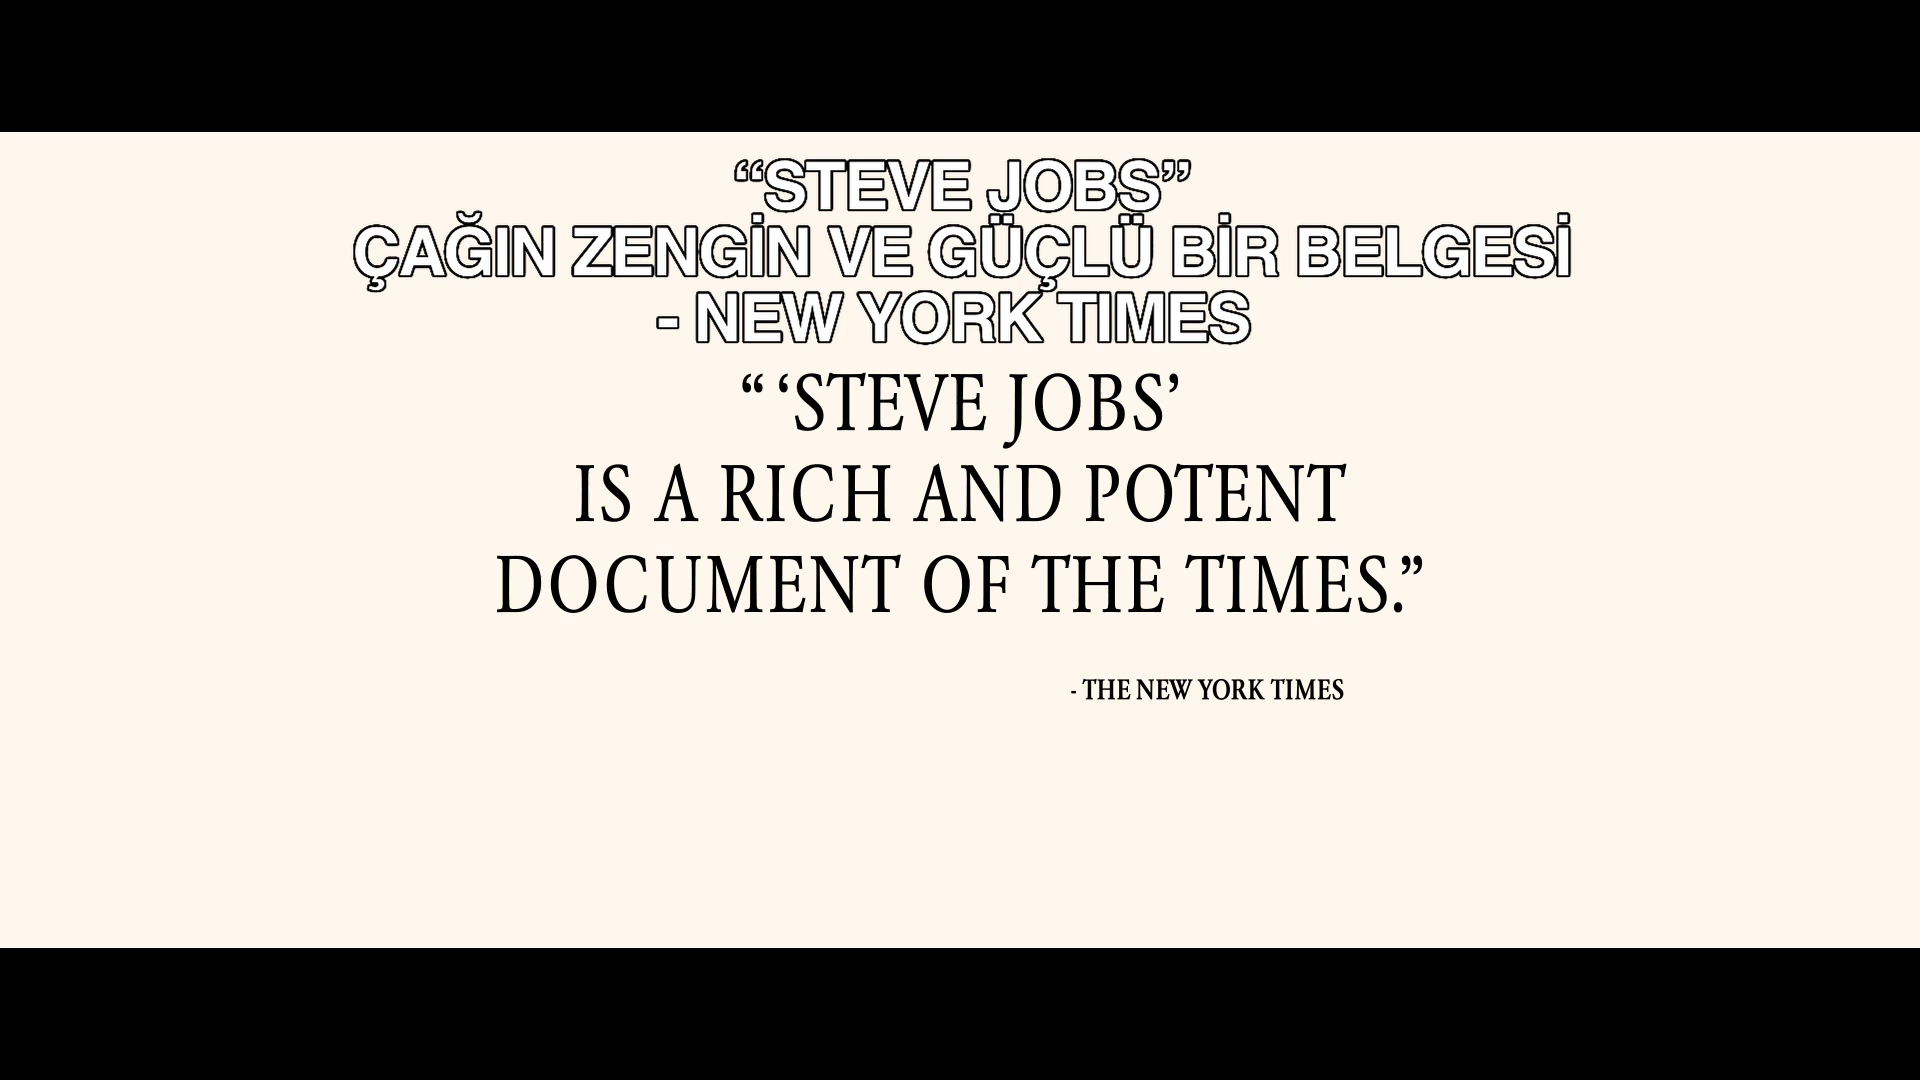 “STEVE JOBS”
ÇAĞIN ZENGİN VE GÜÇLÜ BİR BELGESİ
- NEW YORK TIMES
“ ‘STEVE JOBS’
IS A RICH AND POTENT
DOCUMENT OF THE TIMES.”
- THE NEW YORK TIMES